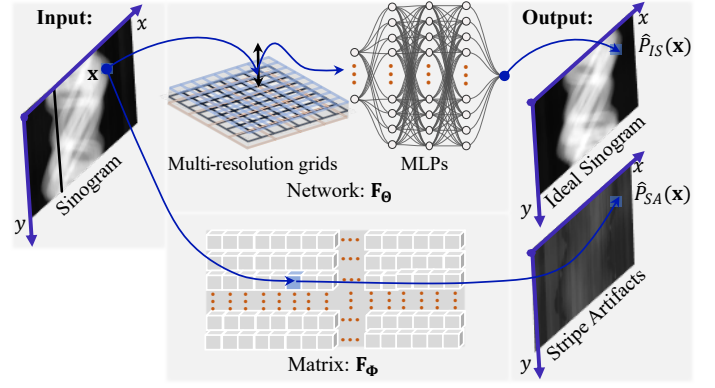 Input:
x
x
y
Sinogram
Multi-resolution grids
MLPs
Network: F_Θ
Matrix: F_Φ
Output:
x
P̂_IS(x)
y
Ideal Sinogram
x
P̂_SA(x)
y
Stripe Artifacts